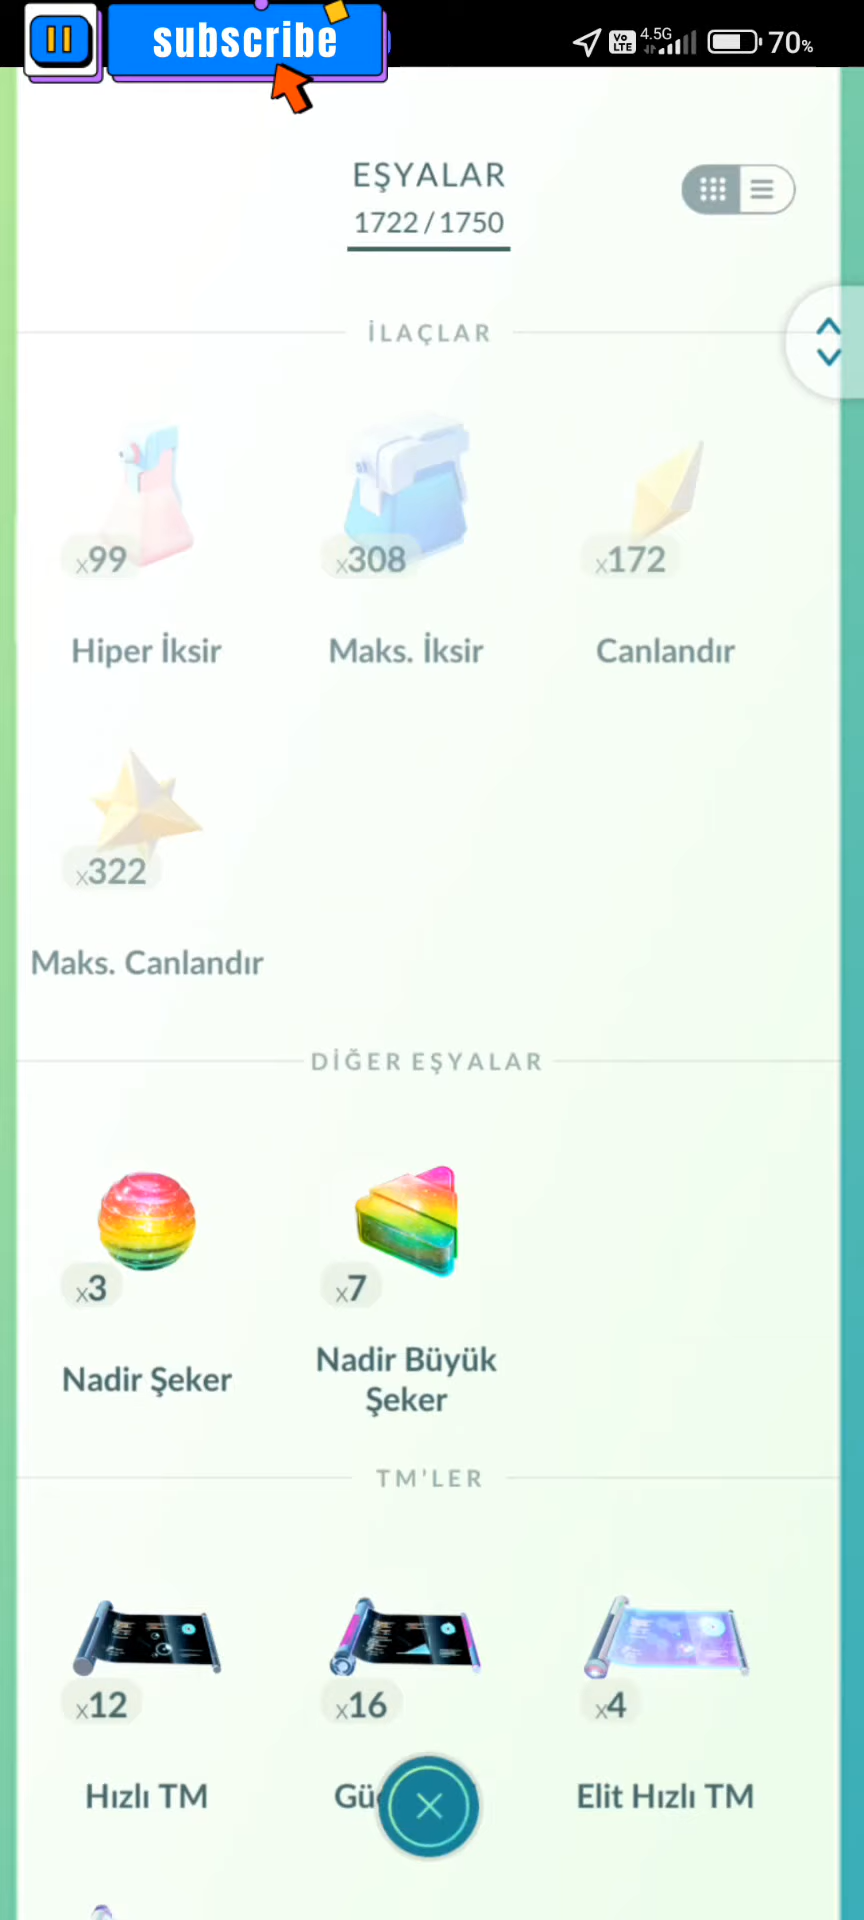 subscribe
Vo LTE 4.5G 70%
EŞYALAR
1722 / 1750
İLAÇLAR
x99 x308 x172
Hiper İksir Maks. İksir Canlandır
x322
Maks. Canlandır
DİĞER EŞYALAR
x3 x7
Nadir Şeker Nadir Büyük Şeker
TM'LER
x12 x16 x4
Hızlı TM Elit Hızlı TM